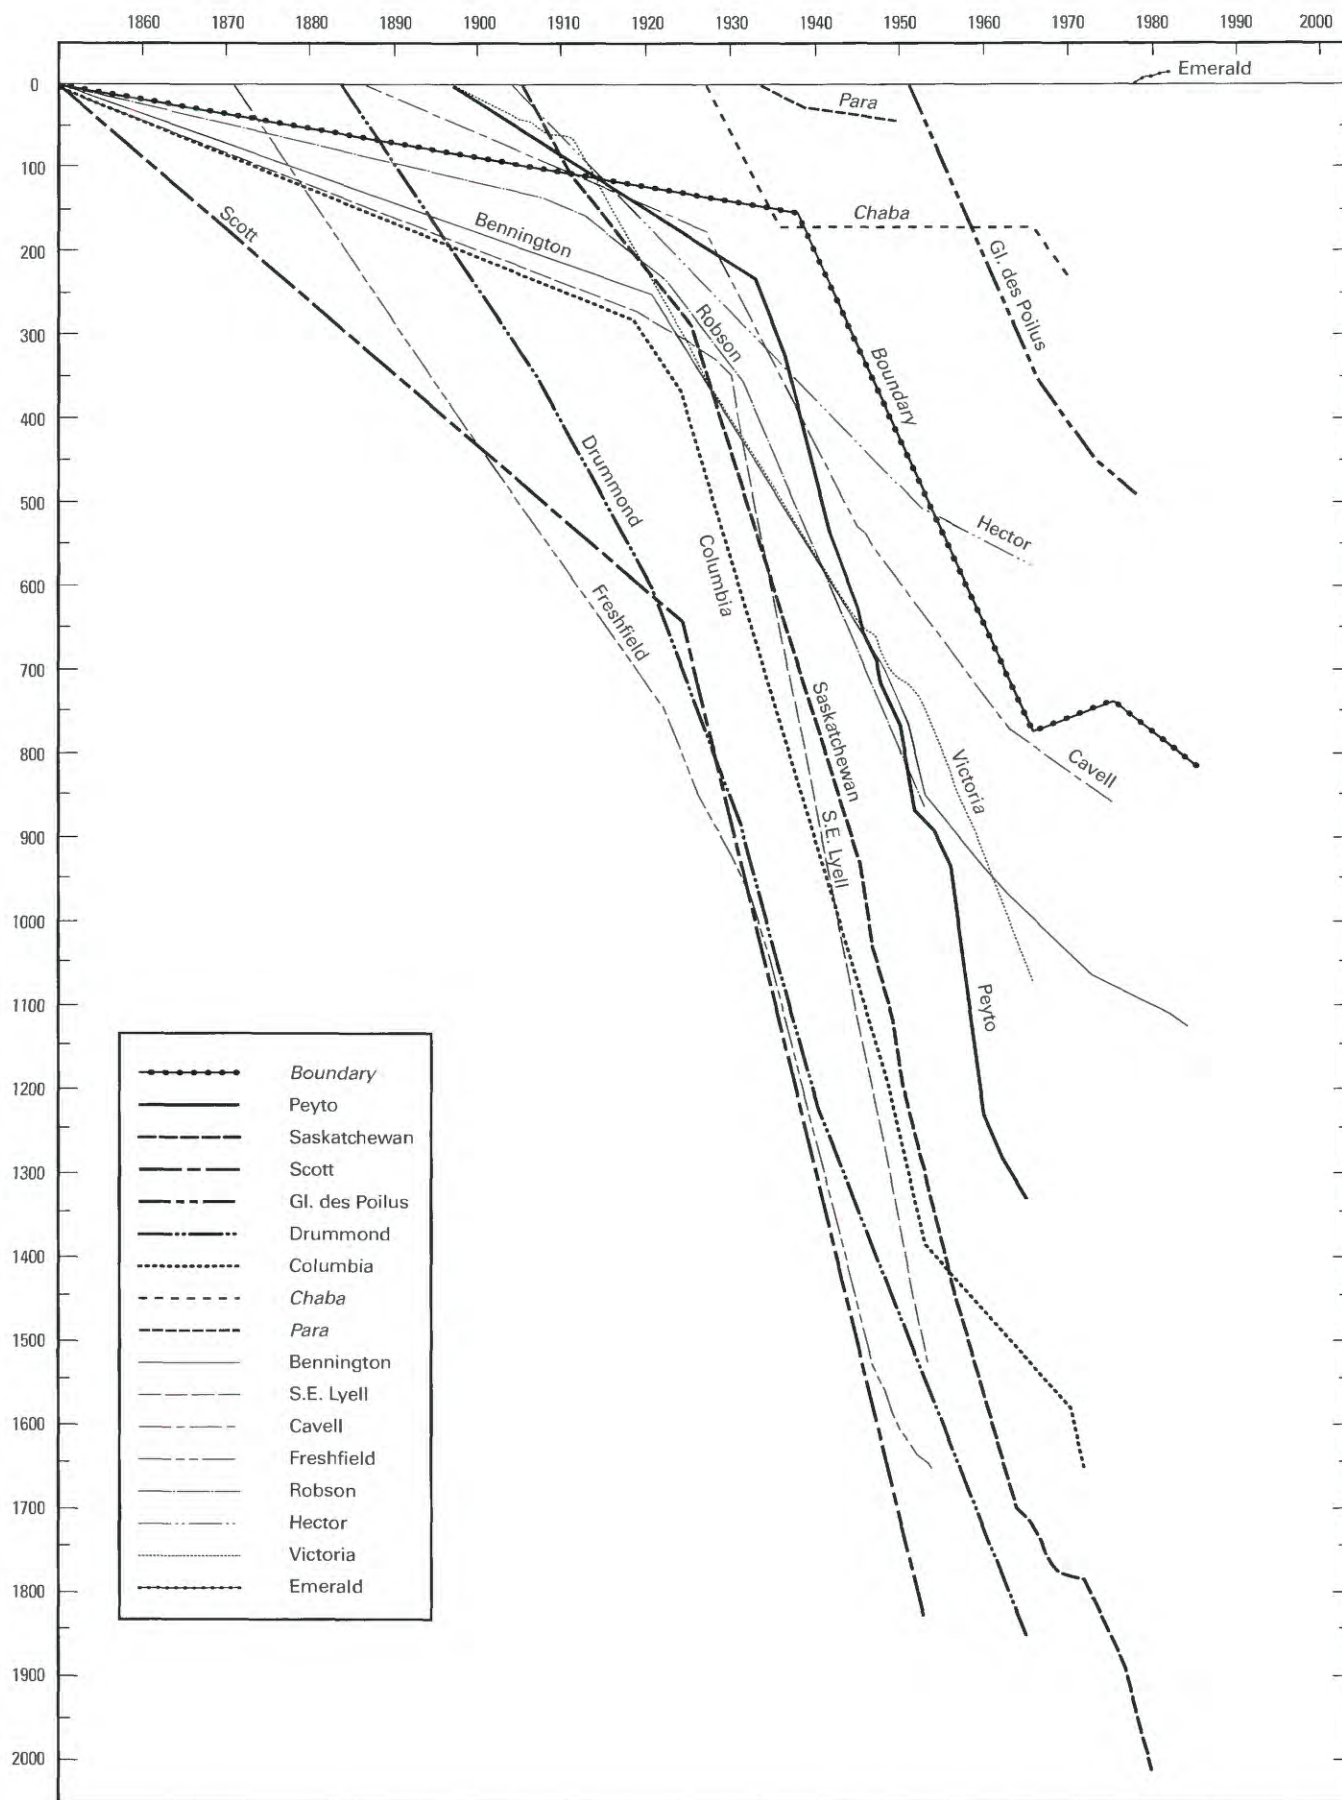 1860 1870 1880 1890 1900 1910 1920 1930 1940 1950 1960 1970 1980 1990 2000
Emerald
0
Para
100
Chaba
Scott
200
Bennington
Gl. des Poilus
300
Robson
Boundary
400
Drummond
500
Hector
Columbia
600
Freshfield
700
Saskatchewan
800
Victoria
Cavell
S.E. Lyell
900
1000
Peyto
1100
1200
1300
1400
1500
1600
1700
1800
1900
2000
Boundary
Peyto
Saskatchewan
Scott
Gl. des Poilus
Drummond
Columbia
Chaba
Para
Bennington
S.E. Lyell
Cavell
Freshfield
Robson
Hector
Victoria
Emerald